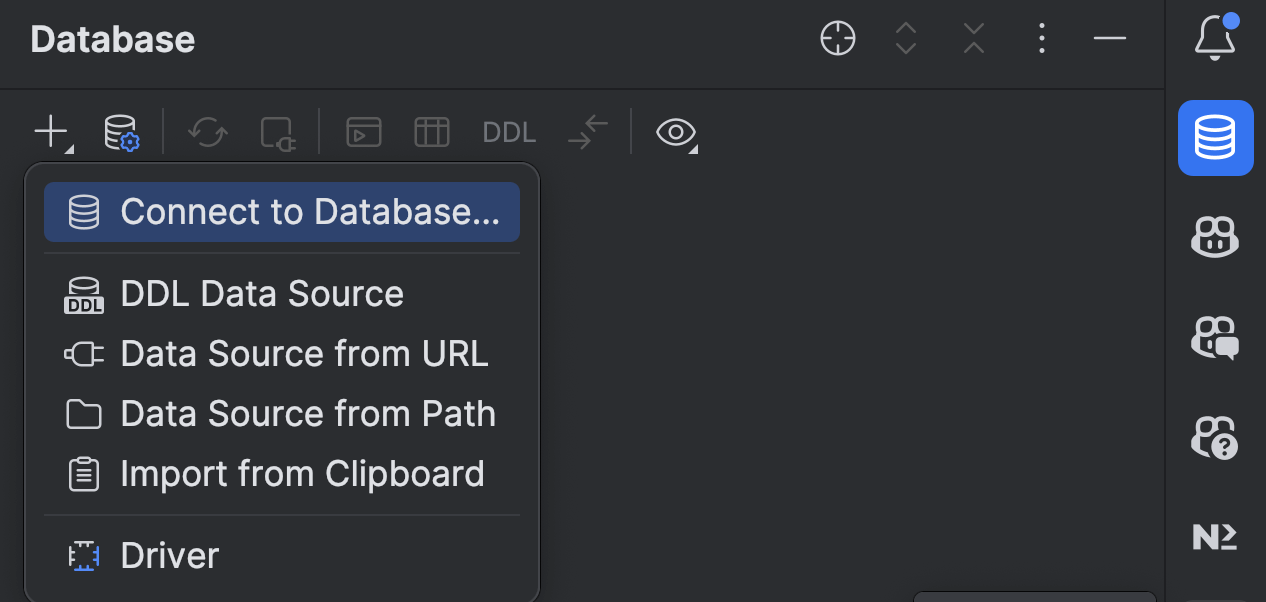 Database
DDL
Connect to Database...
DDL DDL Data Source
Data Source from URL
Data Source from Path
Import from Clipboard
Driver